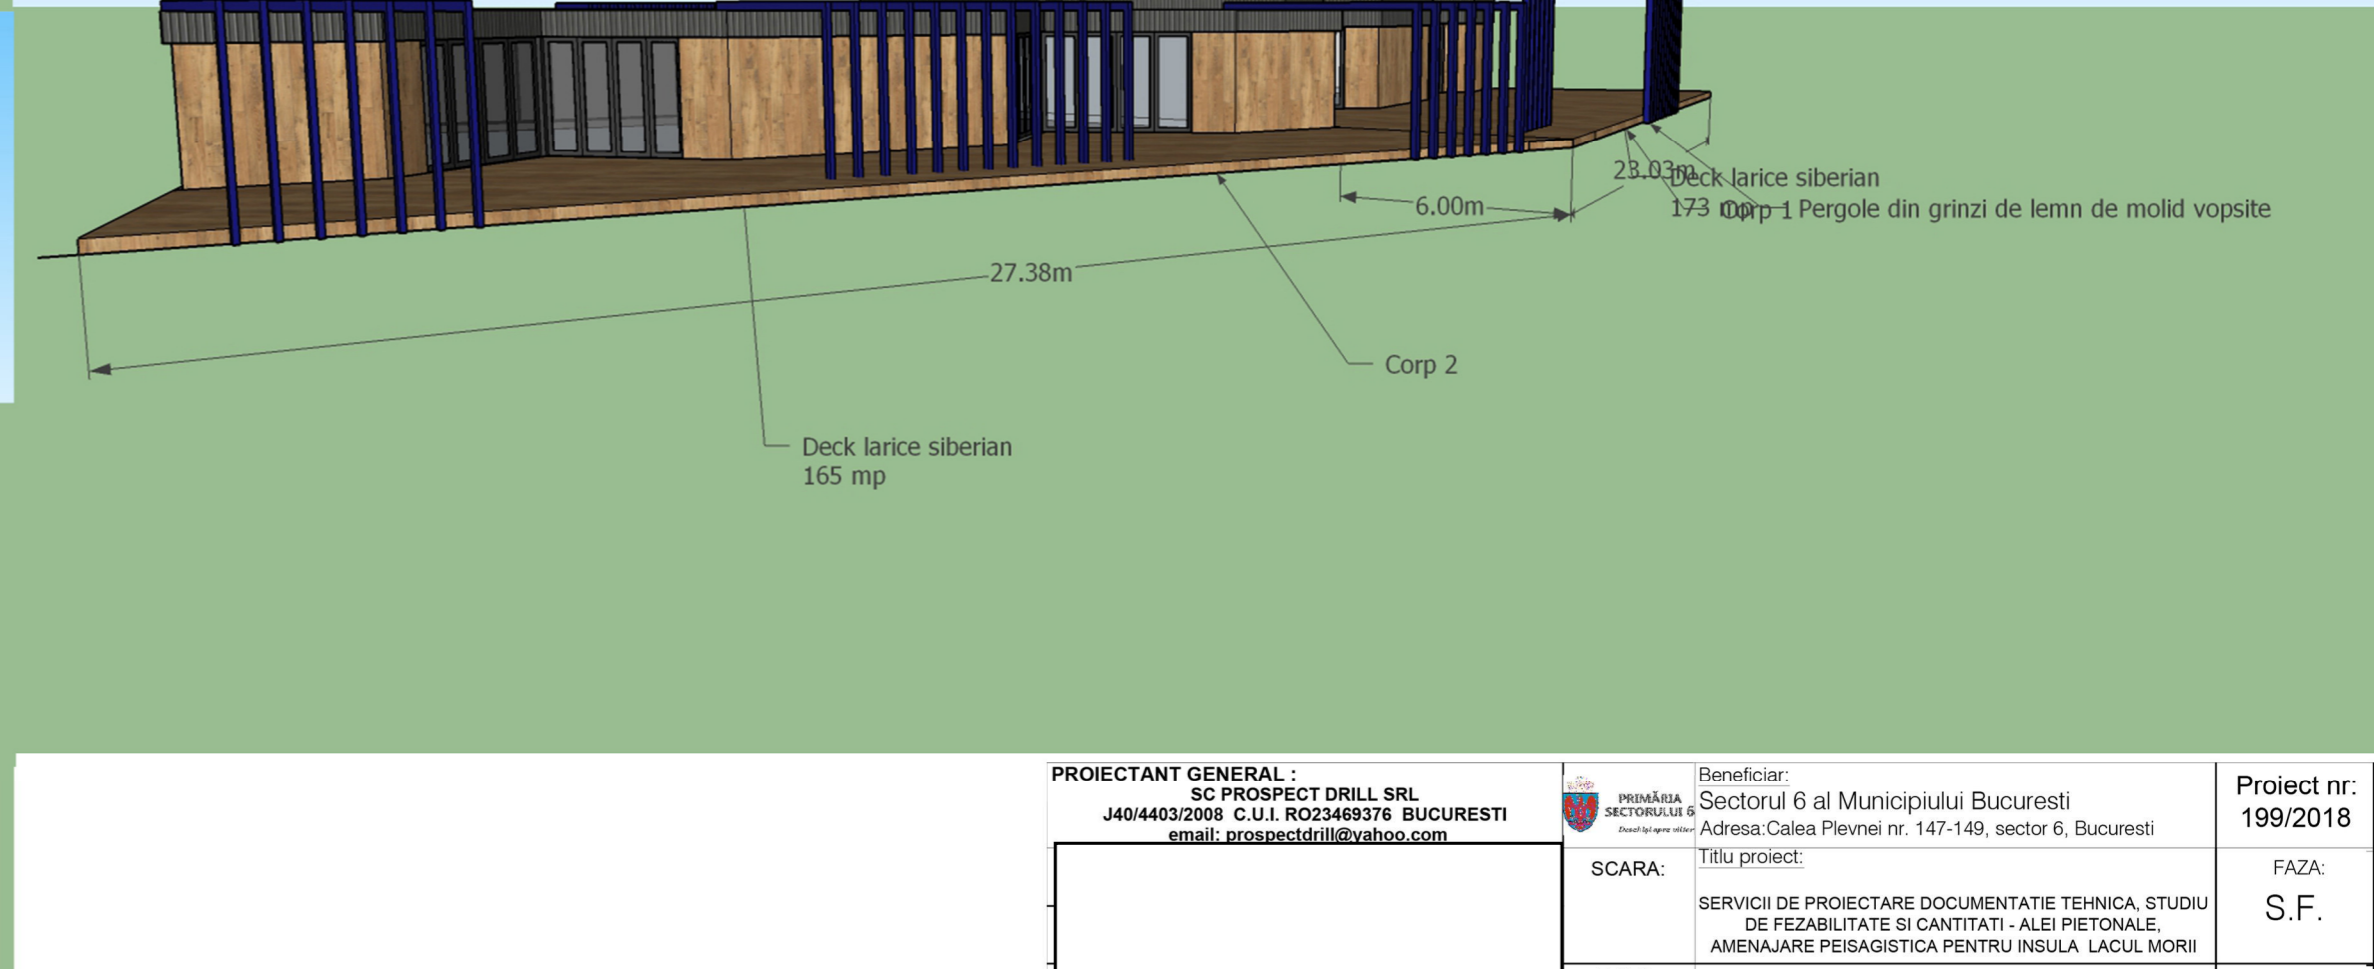 23.03m
Deck larice siberian
173 mp
Corp 1
Pergole din grinzi de lemn de molid vopsite
6.00m
27.38m
Corp 2
Deck larice siberian
165 mp
PROIECTANT GENERAL :
SC PROSPECT DRILL SRL
J40/4403/2008 C.U.I. RO23469376 BUCURESTI
email: prospectdrill@yahoo.com
PRIMĂRIA
SECTORULUI 6
Beneficiar:
Sectorul 6 al Municipiului Bucuresti
Adresa:Calea Plevnei nr. 147-149, sector 6, Bucuresti
Proiect nr:
199/2018
SCARA:
Titlu proiect:
SERVICII DE PROIECTARE DOCUMENTATIE TEHNICA, STUDIU
DE FEZABILITATE SI CANTITATI - ALEI PIETONALE,
AMENAJARE PEISAGISTICA PENTRU INSULA LACUL MORII
FAZA:
S.F.